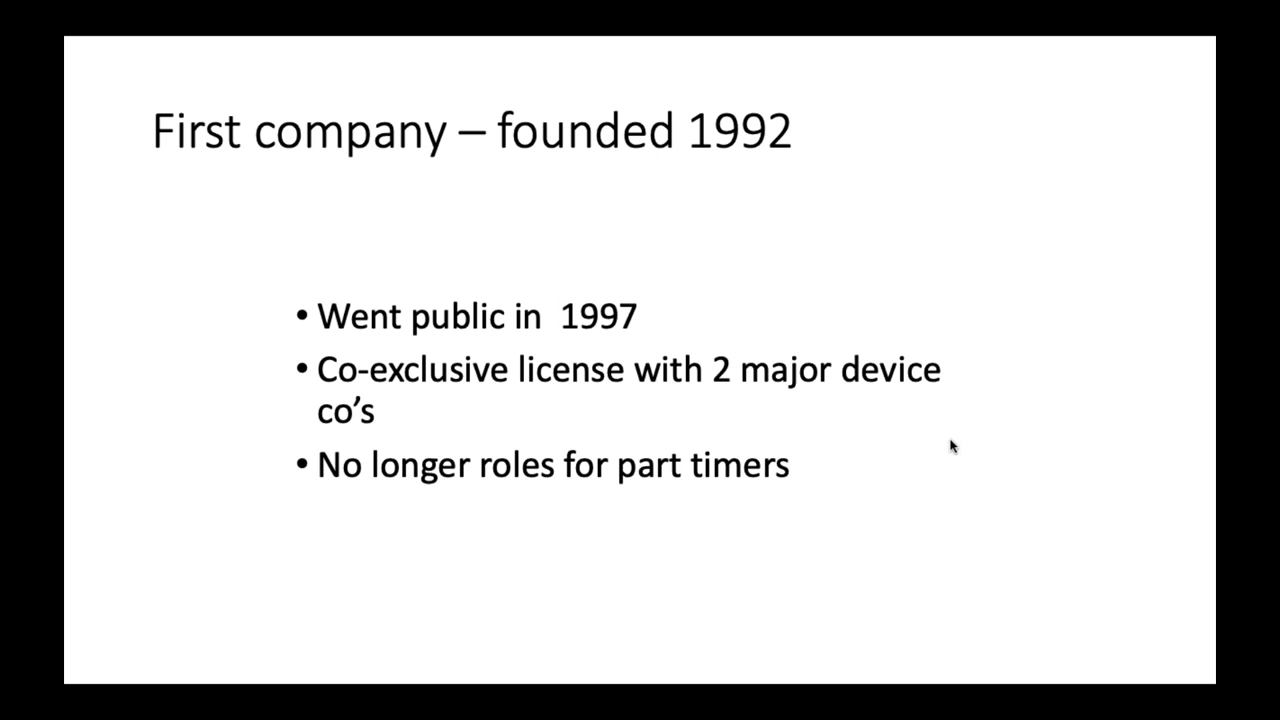 First company – founded 1992
• Went public in  1997
• Co-exclusive license with 2 major device
co’s
• No longer roles for part timers